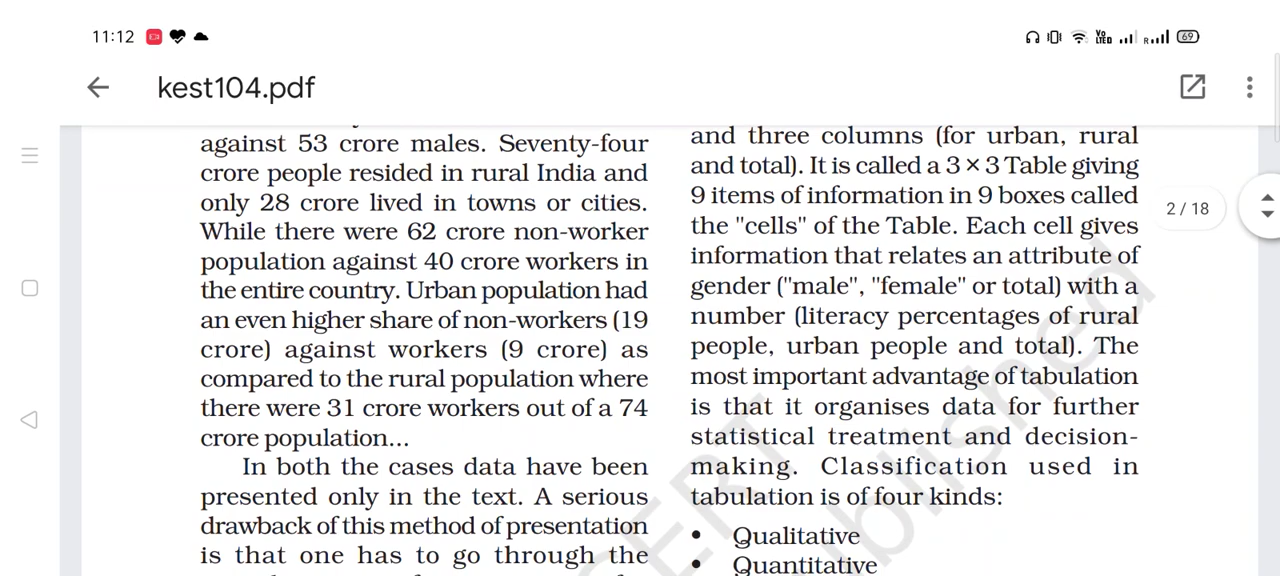 11:12
VoLTE R 69
kest104.pdf
2 / 18
against 53 crore males. Seventy-four
crore people resided in rural India and
only 28 crore lived in towns or cities.
While there were 62 crore non-worker
population against 40 crore workers in
the entire country. Urban population had
an even higher share of non-workers (19
crore) against workers (9 crore) as
compared to the rural population where
there were 31 crore workers out of a 74
crore population...
In both the cases data have been
presented only in the text. A serious
drawback of this method of presentation
is that one has to go through the
and three columns (for urban, rural
and total). It is called a 3 × 3 Table giving
9 items of information in 9 boxes called
the "cells" of the Table. Each cell gives
information that relates an attribute of
gender ("male", "female" or total) with a
number (literacy percentages of rural
people, urban people and total). The
most important advantage of tabulation
is that it organises data for further
statistical treatment and decision-
making. Classification used in
tabulation is of four kinds:
• Qualitative
• Quantitative